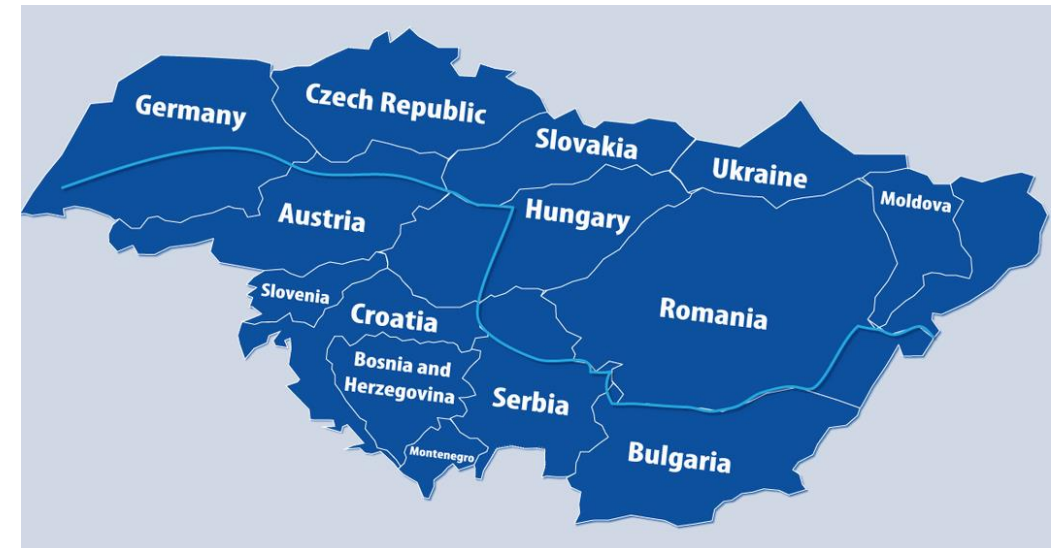 Germany
Czech Republic
Slovakia
Ukraine
Moldova
Austria
Hungary
Slovenia
Croatia
Romania
Bosnia and
Herzegovina
Serbia
Montenegro
Bulgaria